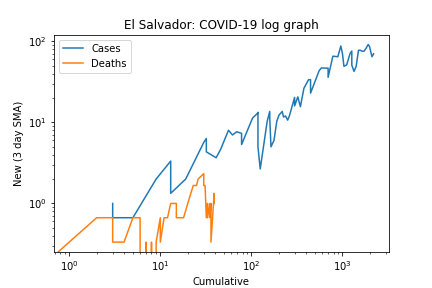 El Salvador: COVID-19 log graph
Cases
Deaths
New (3 day SMA)
10²
10¹
10⁰
10⁰ 10¹ 10² 10³
Cumulative